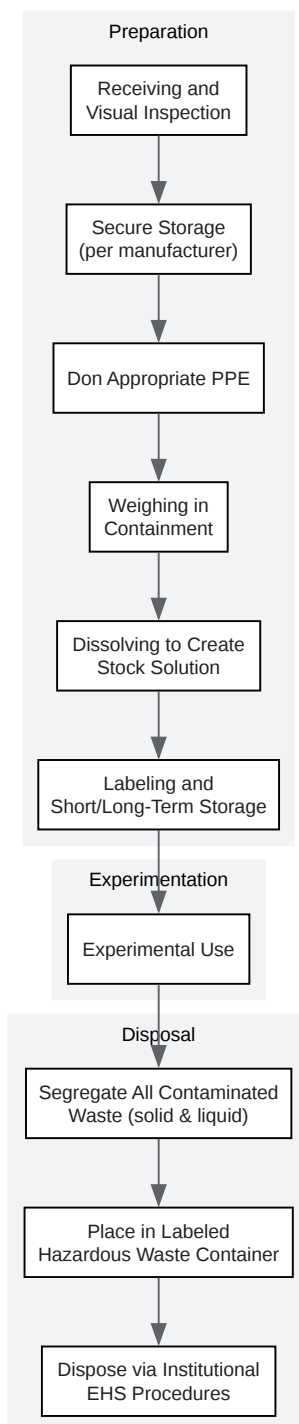 Preparation
Receiving and
Visual Inspection
Secure Storage
(per manufacturer)
Don Appropriate PPE
Weighing in
Containment
Dissolving to Create
Stock Solution
Labeling and
Short/Long-Term Storage
Experimentation
Experimental Use
Disposal
Segregate All Contaminated
Waste (solid & liquid)
Place in Labeled
Hazardous Waste Container
Dispose via Institutional
EHS Procedures